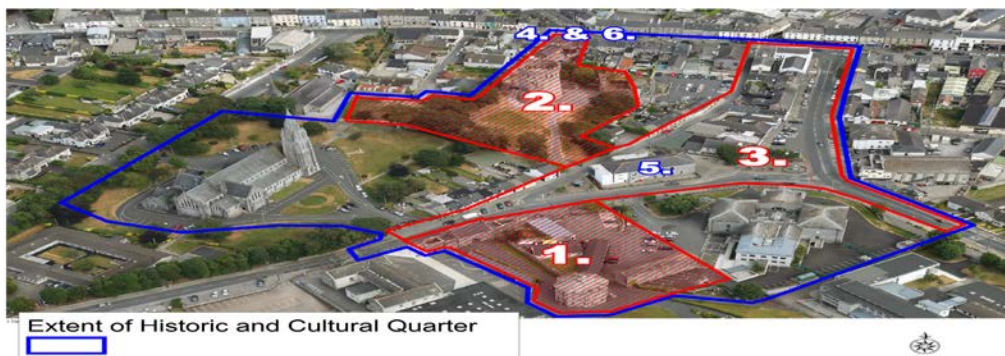 4. & 6.
2.
3.
5.
1.
Extent of Historic and Cultural Quarter